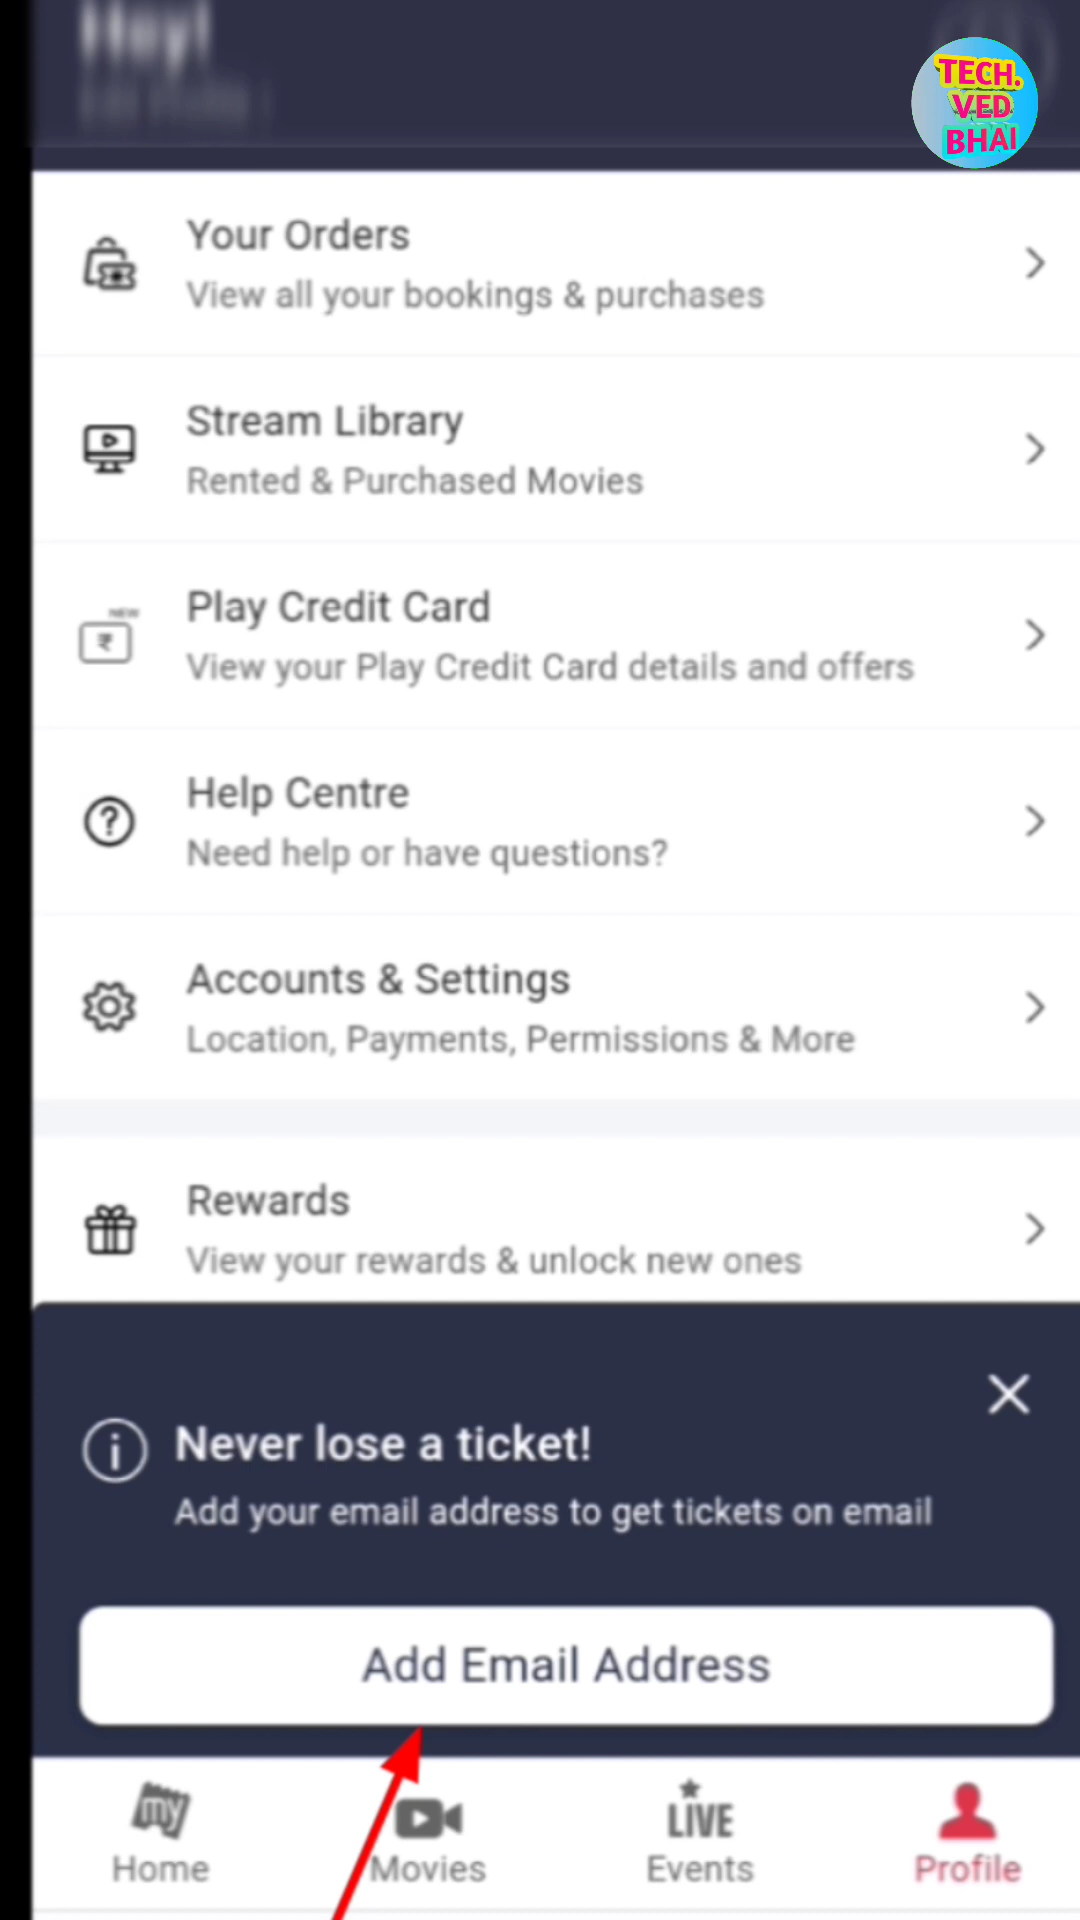 Hey!
TECH.
VED
BHAI
Your Orders
View all your bookings & purchases
Stream Library
Rented & Purchased Movies
NEW
₹
Play Credit Card
View your Play Credit Card details and offers
Help Centre
Need help or have questions?
Accounts & Settings
Location, Payments, Permissions & More
Rewards
View your rewards & unlock new ones
Never lose a ticket!
Add your email address to get tickets on email
Add Email Address
my
Home
Movies
LIVE
Events
Profile